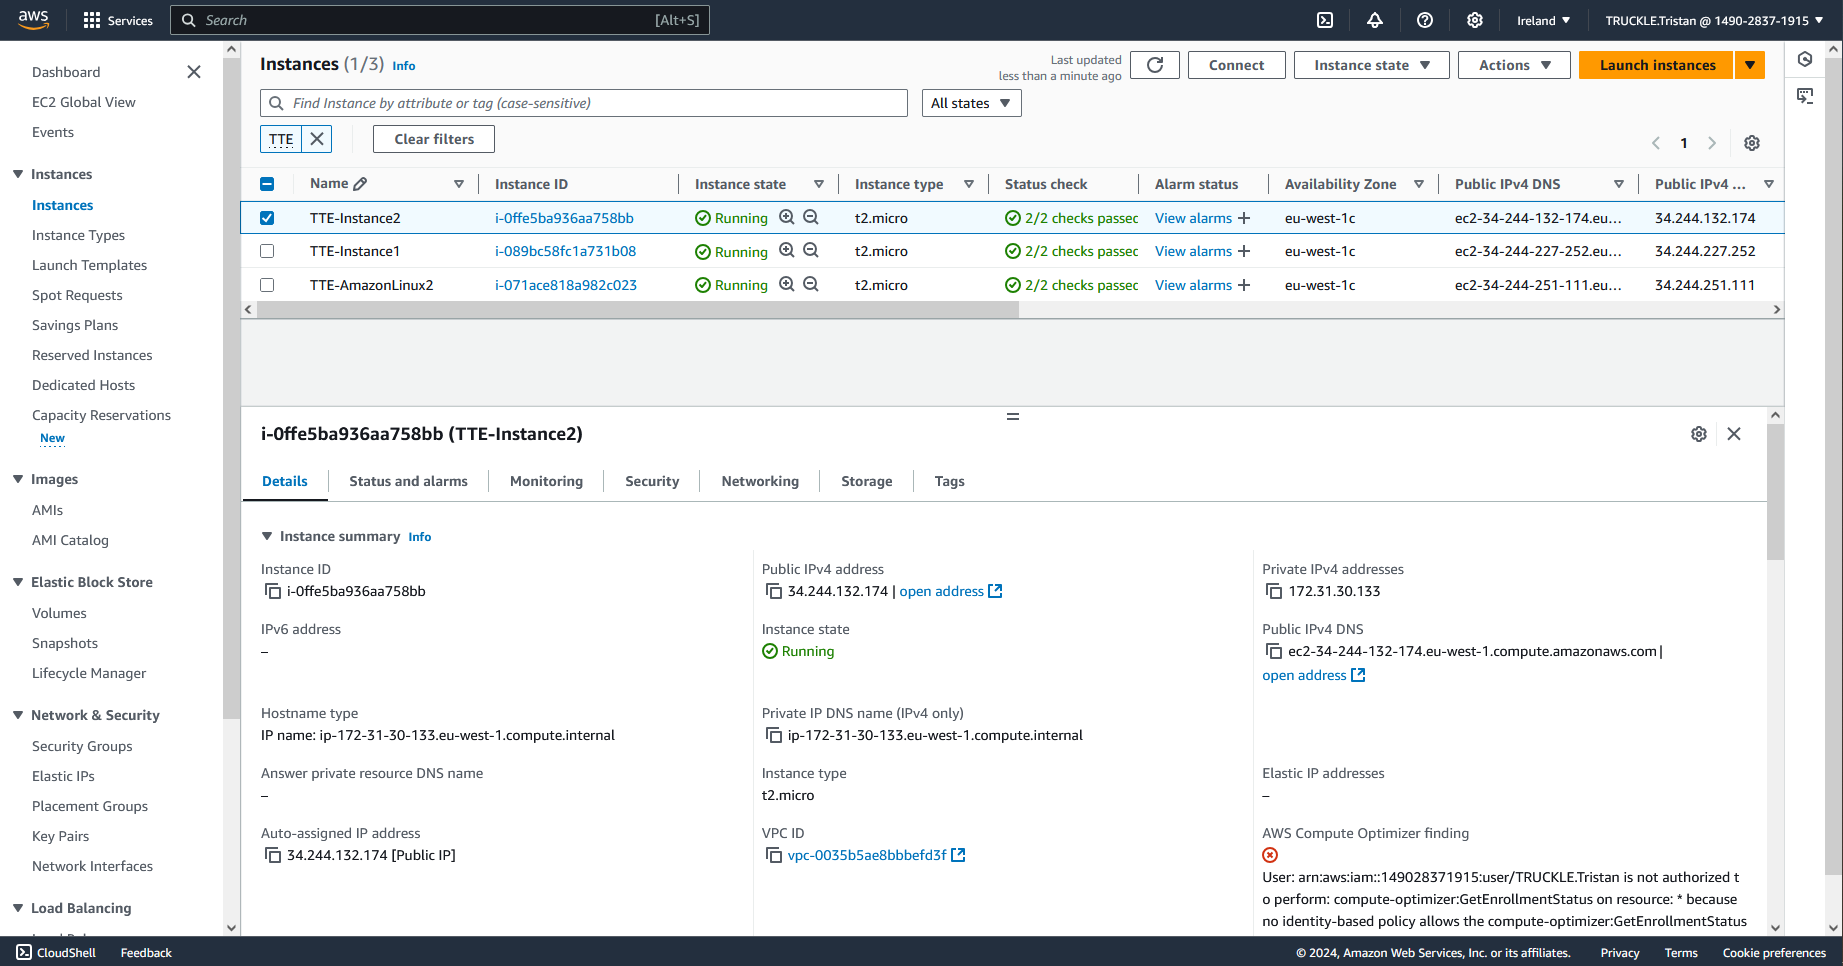 aws Services Search [Alt+S] Ireland TRUCKLE.Tristan @ 1490-2837-1915
Dashboard
EC2 Global View
Events
Instances
Instances
Instance Types
Launch Templates
Spot Requests
Savings Plans
Reserved Instances
Dedicated Hosts
Capacity Reservations
New
Images
AMIs
AMI Catalog
Elastic Block Store
Volumes
Snapshots
Lifecycle Manager
Network & Security
Security Groups
Elastic IPs
Placement Groups
Key Pairs
Network Interfaces
Load Balancing
Instances (1/3) Info
Last updated
less than a minute ago
Connect Instance state Actions Launch instances
Find Instance by attribute or tag (case-sensitive) All states
TTE Clear filters 1
Name Instance ID Instance state Instance type Status check Alarm status Availability Zone Public IPv4 DNS Public IPv4 ...
TTE-Instance2 i-0ffe5ba936aa758bb Running t2.micro 2/2 checks passec View alarms + eu-west-1c ec2-34-244-132-174.eu... 34.244.132.174
TTE-Instance1 i-089bc58fc1a731b08 Running t2.micro 2/2 checks passec View alarms + eu-west-1c ec2-34-244-227-252.eu... 34.244.227.252
TTE-AmazonLinux2 i-071ace818a982c023 Running t2.micro 2/2 checks passec View alarms + eu-west-1c ec2-34-244-251-111.eu... 34.244.251.111
i-0ffe5ba936aa758bb (TTE-Instance2)
Details Status and alarms Monitoring Security Networking Storage Tags
Instance summary Info
Instance ID
i-0ffe5ba936aa758bb
Public IPv4 address
34.244.132.174 | open address
Private IPv4 addresses
172.31.30.133
IPv6 address
–
Instance state
Running
Public IPv4 DNS
ec2-34-244-132-174.eu-west-1.compute.amazonaws.com |
open address
Hostname type
IP name: ip-172-31-30-133.eu-west-1.compute.internal
Private IP DNS name (IPv4 only)
ip-172-31-30-133.eu-west-1.compute.internal
Answer private resource DNS name
–
Instance type
t2.micro
Elastic IP addresses
–
Auto-assigned IP address
34.244.132.174 [Public IP]
VPC ID
vpc-0035b5ae8bbbefd3f
AWS Compute Optimizer finding
User: arn:aws:iam::149028371915:user/TRUCKLE.Tristan is not authorized t
o perform: compute-optimizer:GetEnrollmentStatus on resource: * because
no identity-based policy allows the compute-optimizer:GetEnrollmentStatus
CloudShell Feedback © 2024, Amazon Web Services, Inc. or its affiliates. Privacy Terms Cookie preferences